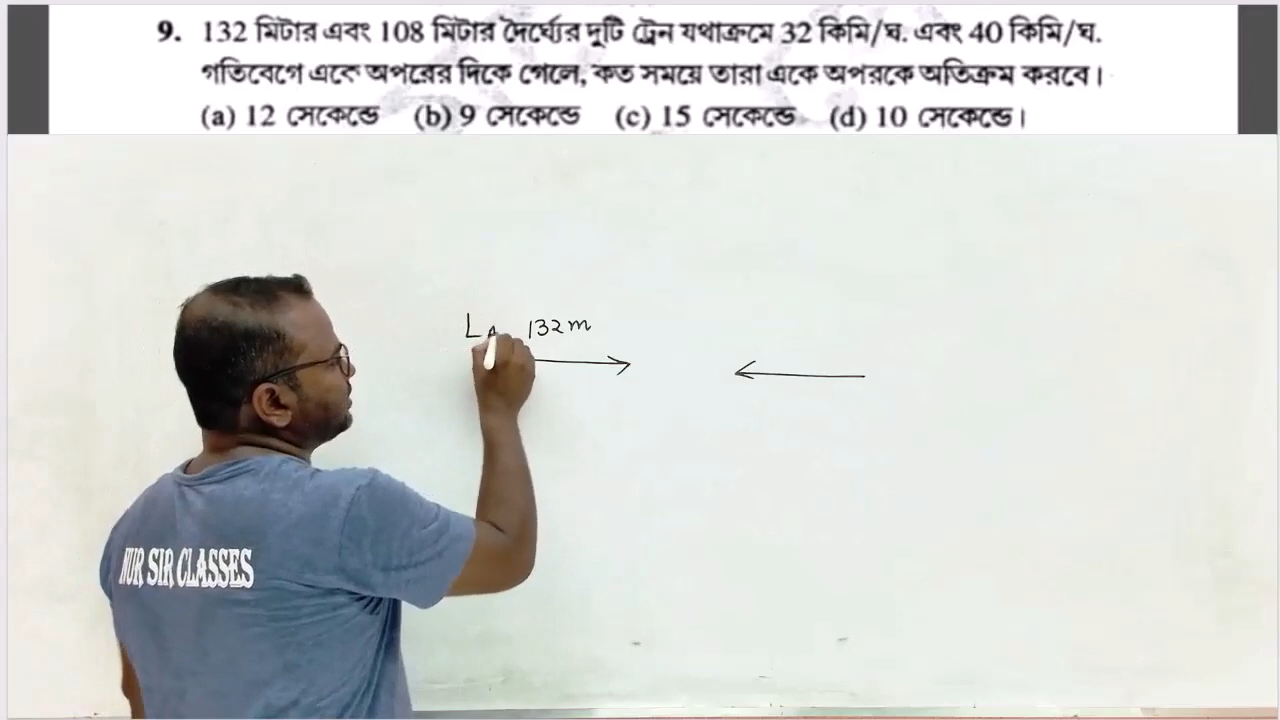 9. 132 মিটার এবং 108 মিটার দৈর্ঘ্যের দুটি ট্রেন যথাক্রমে 32 কিমি/ঘ. এবং 40 কিমি/ঘ.
গতিবেগে একে অপরের দিকে গেলে, কত সময়ে তারা একে অপরকে অতিক্রম করবে।
(a) 12 সেকেন্ডে (b) 9 সেকেন্ডে (c) 15 সেকেন্ডে (d) 10 সেকেন্ডে।
L 132 m
NUR SIR CLASSES